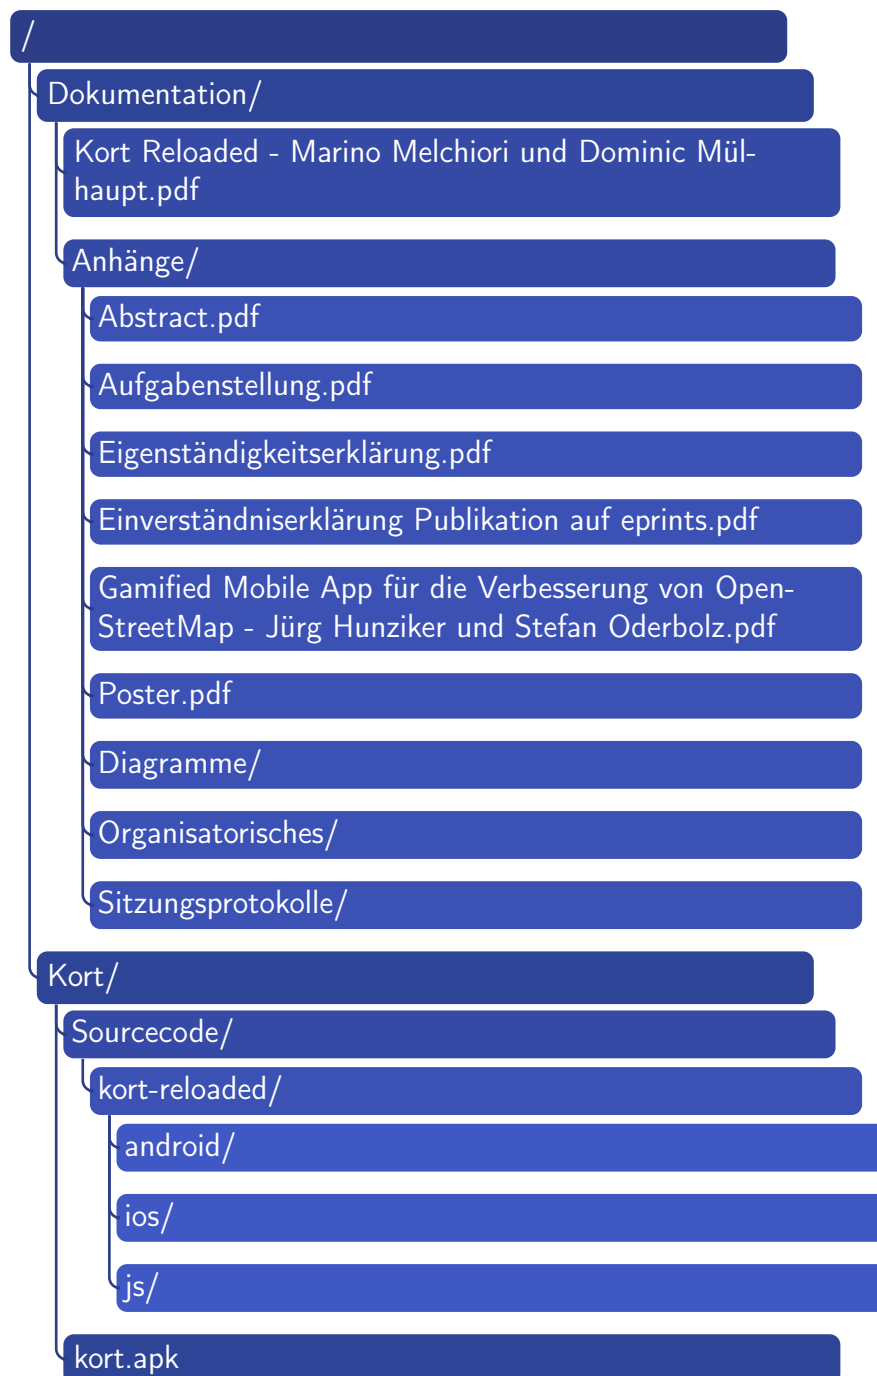 /
Dokumentation/
Kort Reloaded - Marino Melchiori und Dominic Mül-
haupt.pdf
Anhänge/
Abstract.pdf
Aufgabenstellung.pdf
Eigenständigkeitserklärung.pdf
Einverständniserklärung Publikation auf eprints.pdf
Gamified Mobile App für die Verbesserung von Open-
StreetMap - Jürg Hunziker und Stefan Oderbolz.pdf
Poster.pdf
Diagramme/
Organisatorisches/
Sitzungsprotokolle/
Kort/
Sourcecode/
kort-reloaded/
android/
ios/
js/
kort.apk